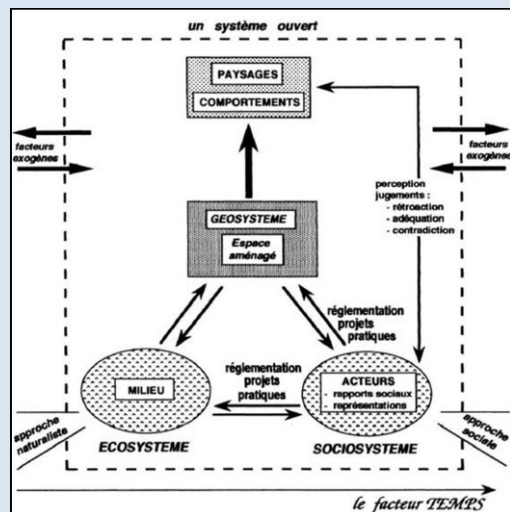 un système ouvert
PAYSAGES
COMPORTEMENTS
facteurs
exogènes
facteurs
exogènes
perception
jugements :
- rétroaction
- adéquation
- contradiction
GEOSYSTEME
Espace
aménagé
réglementation
projets
pratiques
réglementation
projets
pratiques
MILIEU
ACTEURS
- rapports sociaux
- représentations
approche
naturaliste
ECOSYSTEME
SOCIOSYSTEME
approche
sociale
le facteur TEMPS